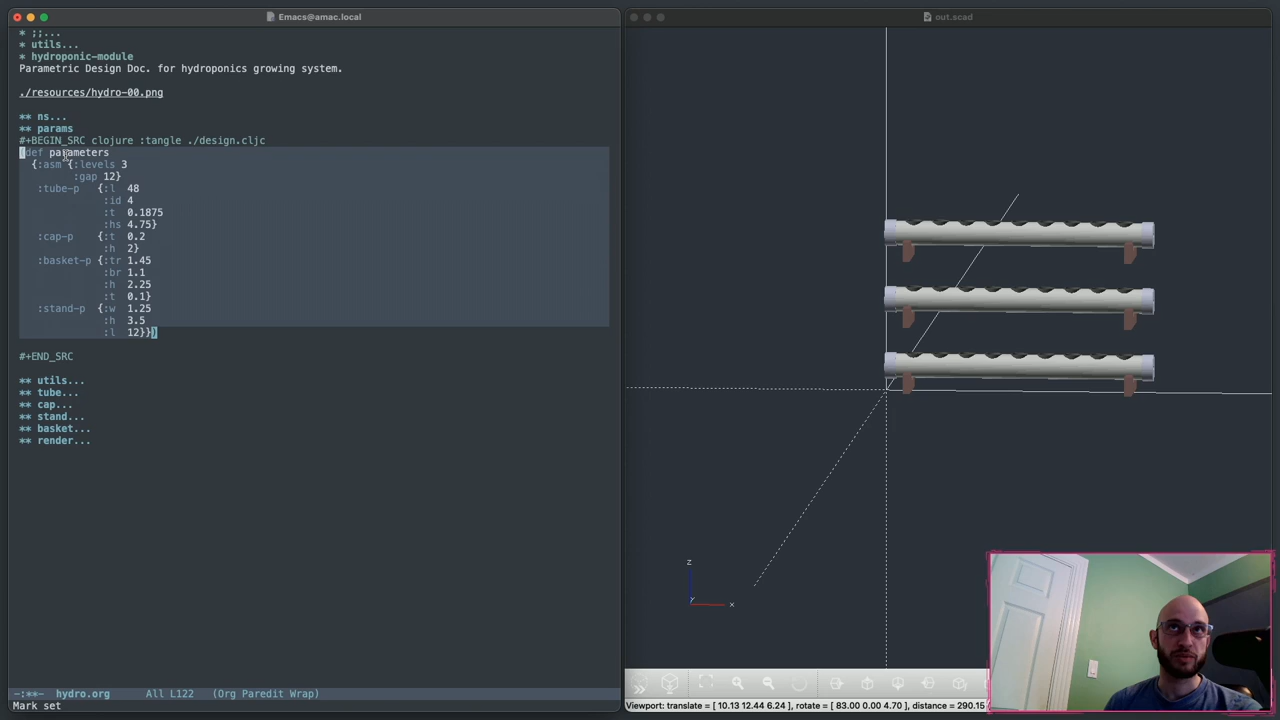 Emacs@amac.local
* ;;...
* utils...
* hydroponic-module
Parametric Design Doc. for hydroponics growing system.
./resources/hydro-00.png
** ns...
** params
#+BEGIN_SRC clojure :tangle ./design.cljc
(def parameters
{:asm {:levels 3
:gap 12}
:tube-p {:l 48
:id 4
:t 0.1875
:hs 4.75}
:cap-p {:t 0.2
:h 2}
:basket-p {:tr 1.45
:br 1.1
:h 2.25
:t 0.1}
:stand-p {:w 1.25
:h 3.5
:l 12}})
#+END_SRC
** utils...
** tube...
** cap...
** stand...
** basket...
** render...
-:**- hydro.org All L122 (Org Paredit Wrap)
Mark set
out.scad
z
Y
x
Viewport: translate = [ 10.13 12.44 6.24 ], rotate = [ 83.00 0.00 4.70 ], distance = 290.15